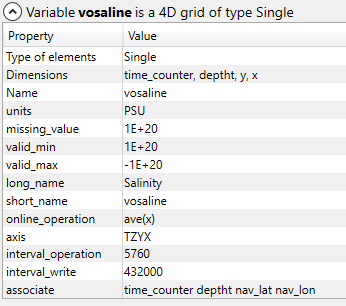 Variable vosaline is a 4D grid of type Single
Property Value
Type of elements Single
Dimensions time_counter, deptht, y, x
Name vosaline
units PSU
missing_value 1E+20
valid_min 1E+20
valid_max -1E+20
long_name Salinity
short_name vosaline
online_operation ave(x)
axis TZYX
interval_operation 5760
interval_write 432000
associate time_counter deptht nav_lat nav_lon